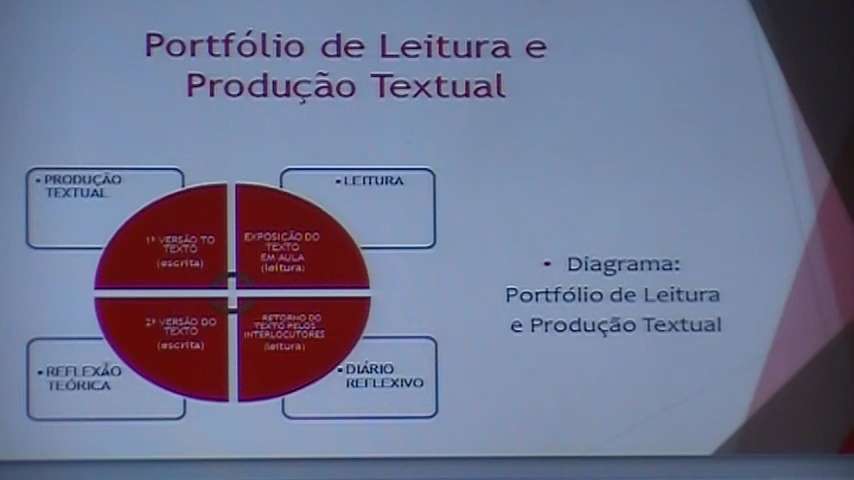 Portfólio de Leitura e
Produção Textual
• PRODUÇÃO
TEXTUAL
• LEITURA
1ª VERSÃO TO
TEXTO
(escrita)
EXPOSIÇÃO DO
TEXTO
EM AULA
(leitura)
2ª VERSÃO DO
TEXTO
(escrita)
RETORNO DO
TEXTO PELOS
INTERLOCUTORES
(leitura)
• REFLEXÃO
TEÓRICA
• DIÁRIO
REFLEXIVO
• Diagrama:
Portfólio de Leitura
e Produção Textual